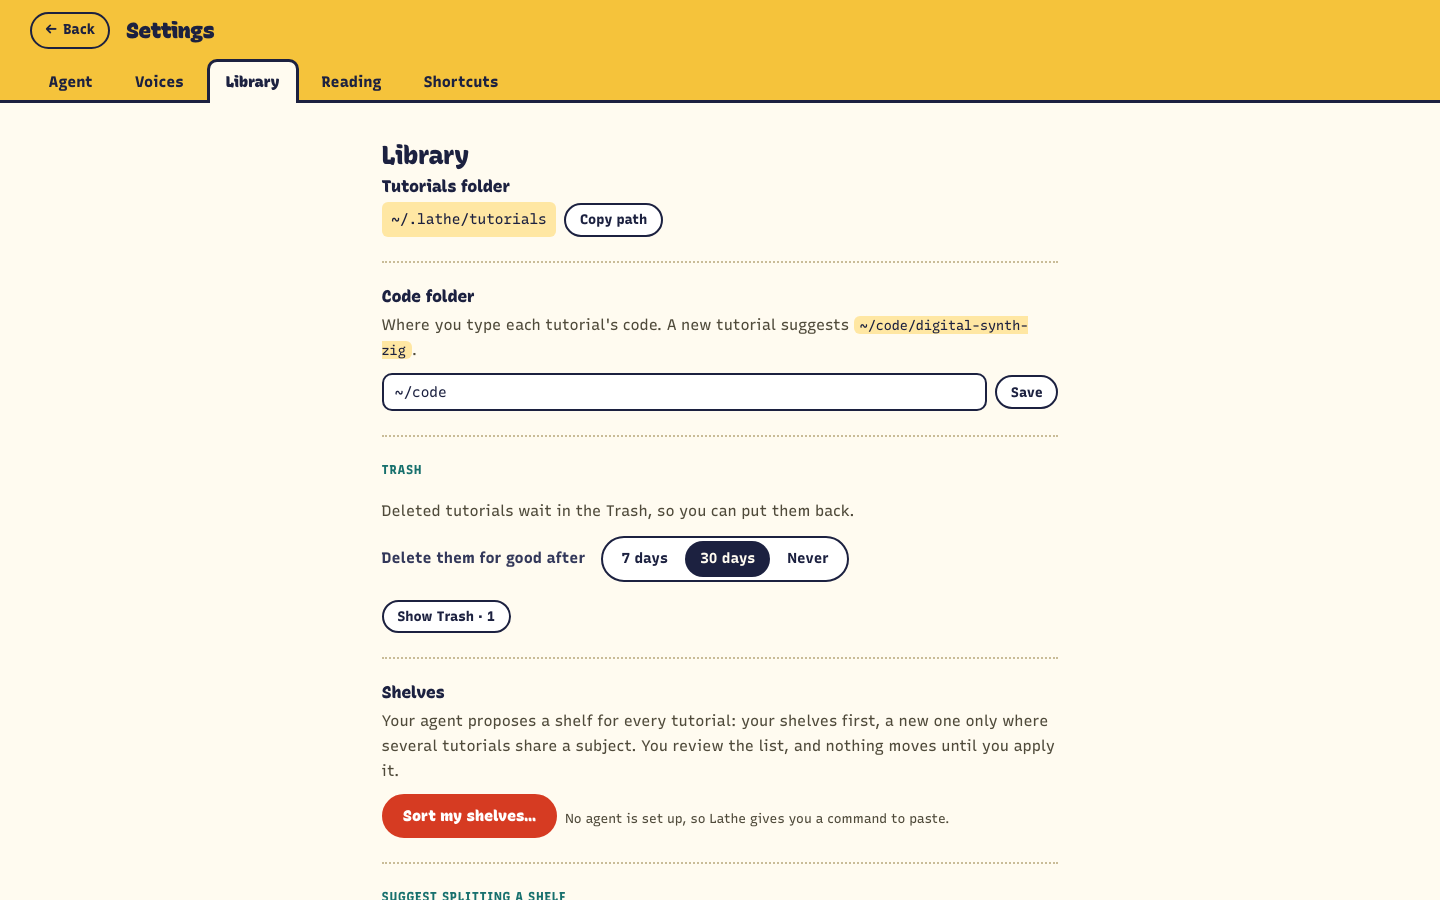 ← Back
Settings
Agent
Voices
Library
Reading
Shortcuts
Library
Tutorials folder
~/.lathe/tutorials
Copy path
Code folder
Where you type each tutorial's code. A new tutorial suggests ~/code/digital-synth-
zig.
~/code
Save
TRASH
Deleted tutorials wait in the Trash, so you can put them back.
Delete them for good after
7 days
30 days
Never
Show Trash · 1
Shelves
Your agent proposes a shelf for every tutorial: your shelves first, a new one only where
several tutorials share a subject. You review the list, and nothing moves until you apply
it.
Sort my shelves…
No agent is set up, so Lathe gives you a command to paste.
SUGGEST SPLITTING A SHELF